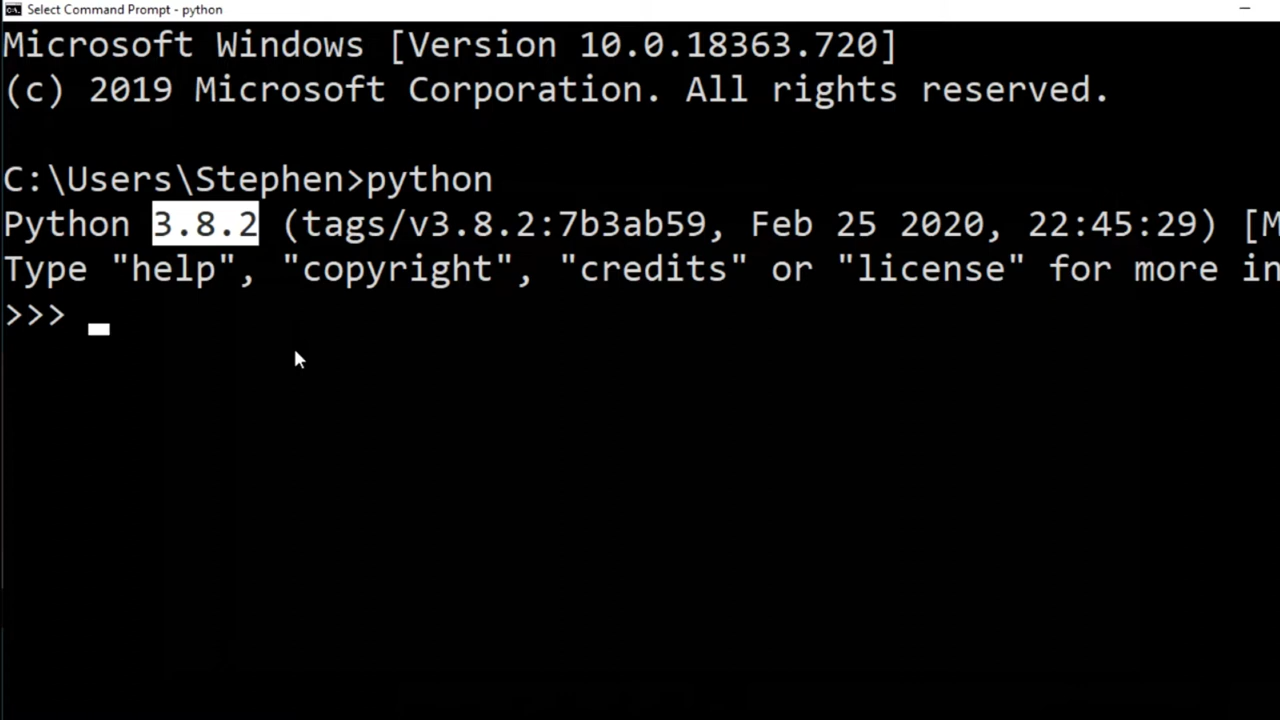 Select Command Prompt - python
Microsoft Windows [Version 10.0.18363.720]
(c) 2019 Microsoft Corporation. All rights reserved.
C:\Users\Stephen>python
Python 3.8.2 (tags/v3.8.2:7b3ab59, Feb 25 2020, 22:45:29) [M
Type "help", "copyright", "credits" or "license" for more in
>>>